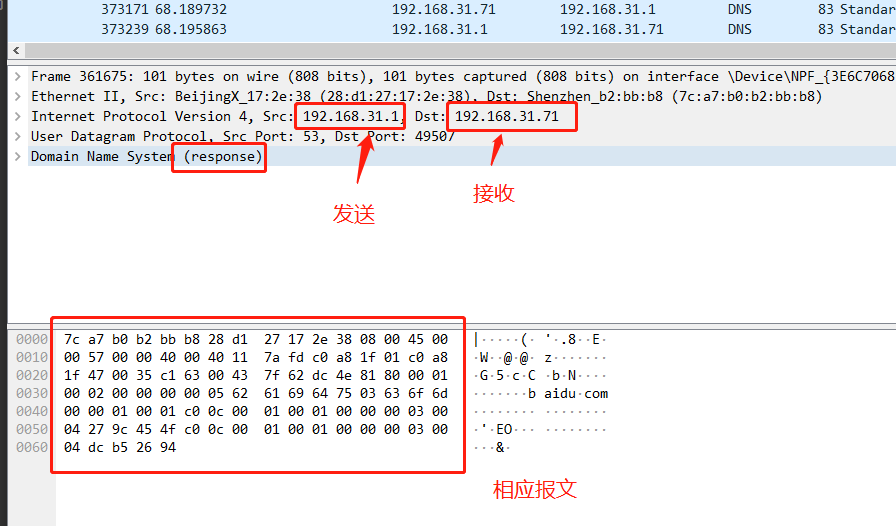 373171 68.189732 192.168.31.71 192.168.31.1 DNS 83 Standar
373239 68.195863 192.168.31.1 192.168.31.71 DNS 83 Standar
Frame 361675: 101 bytes on wire (808 bits), 101 bytes captured (808 bits) on interface \Device\NPF_{3E6C7068
Ethernet II, Src: BeijingX_17:2e:38 (28:d1:27:17:2e:38), Dst: Shenzhen_b2:bb:b8 (7c:a7:b0:b2:bb:b8)
Internet Protocol Version 4, Src: 192.168.31.1, Dst: 192.168.31.71
User Datagram Protocol, Src Port: 53, Dst Port: 49507
Domain Name System (response)
发送
接收
0000 7c a7 b0 b2 bb b8 28 d1 27 17 2e 38 08 00 45 00 |·····(· '·.8··E·
0010 00 57 00 00 40 00 40 11 7a fd c0 a8 1f 01 c0 a8 ·W··@·@· z·······
0020 1f 47 00 35 c1 63 00 43 7f 62 dc 4e 81 80 00 01 ·G·5·c·C ·b·N····
0030 00 02 00 00 00 00 05 62 61 69 64 75 03 63 6f 6d ·······b aidu·com
0040 00 00 01 00 01 c0 0c 00 01 00 01 00 00 03 00 ········ ········
0050 04 27 9c 45 4f c0 0c 00 01 00 01 00 00 00 03 00 ·'·EO··· ········
0060 04 dc b5 26 94 ···&·
相应报文